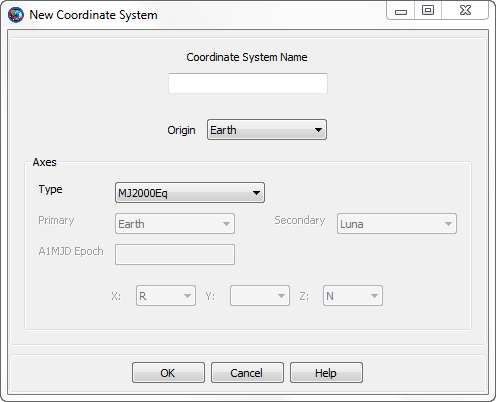 New Coordinate System
Coordinate System Name
Origin Earth
Axes
Type MJ2000Eq
Primary Earth Secondary Luna
A1MJD Epoch
X: R Y: Z: N
OK Cancel Help